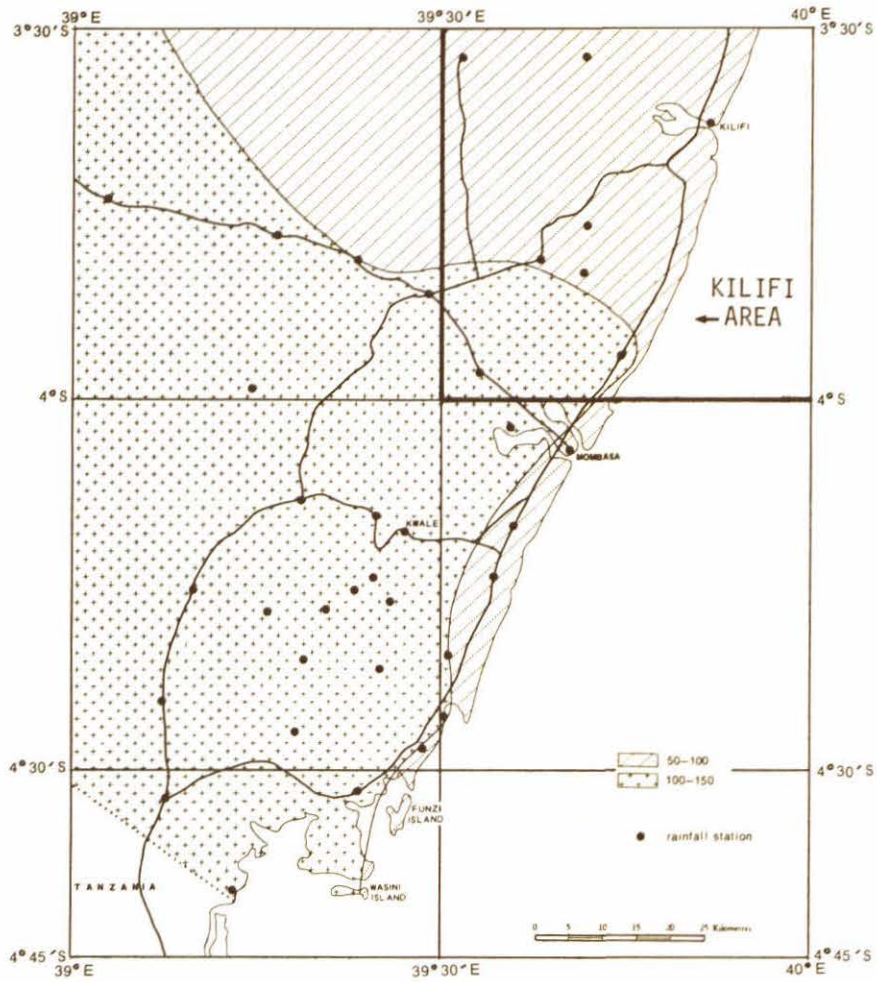 39°E
39°30'E
40°E
3°30'S
3°30'S
KILIFI
KILIFI
AREA
4°S
4°S
MOMBASA
KWALE
4°30'S
4°30'S
50–100
100–150
FUNZI
ISLAND
rainfall station
TANZANIA
WASINI
ISLAND
0 5 10 15 20 25 Kilometres
4°45'S
4°45'S
39°E
39°30'E
40°E